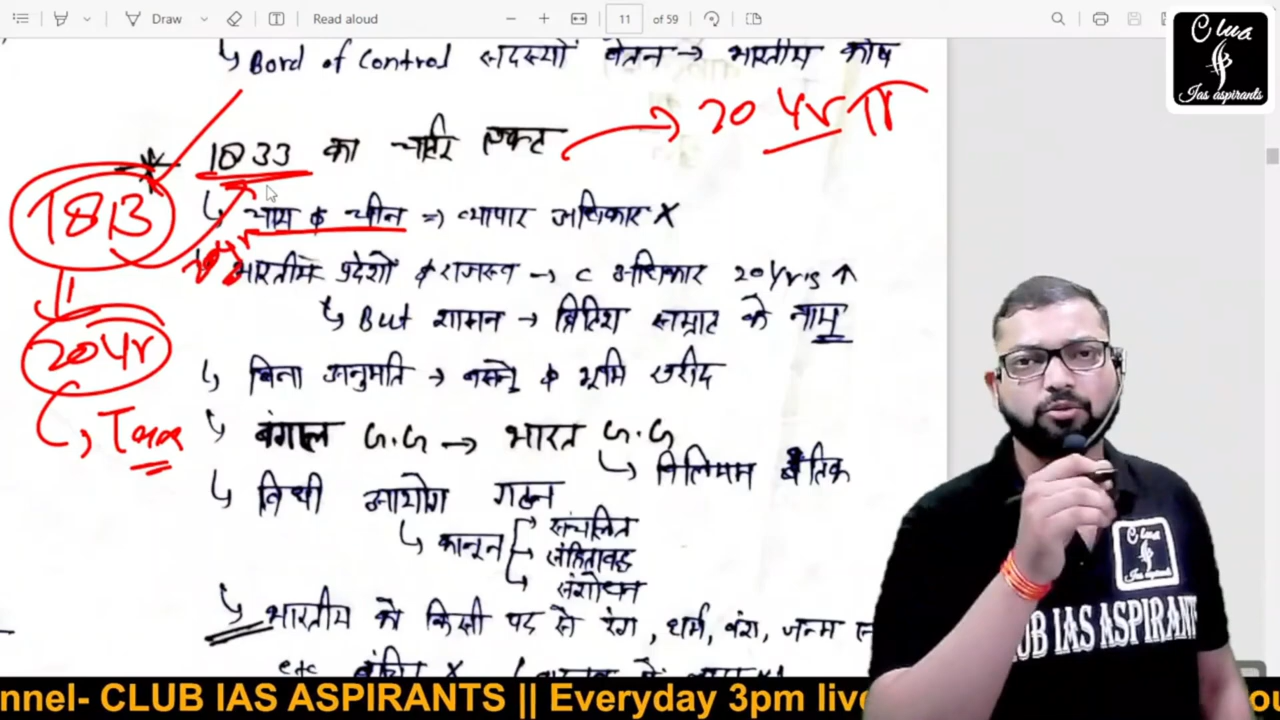 Draw
Read aloud
11 of 59
Club
Ias aspirants
↳ Bord of Control सदस्यों वेतन → भारतीय कोष
* 1833 का चार्टर एक्ट → 20 Yr
1813
↳ चाय & चीन ⇒ व्यापार अधिकार X
↳ भारतीय प्रदेशों & राजस्व → C अधिकार 20 Yrs ↑
↳ But शासन → ब्रिटिश सम्राट के नाम
20 Yr
↳ बिना अनुमति → बसने & भूमि खरीद
↳ बंगाल G.G → भारत G.G
↳ विलियम बैंतिक
↳ विधी आयोग गठन
↳ कानून
→ संचालित
→ संहिताबद्ध
→ संशोधन
↳ भारतीय को किसी पद से रंग, धर्म, वंश, जन्म
etc वंचित X
CLUB IAS ASPIRANTS
nnel- CLUB IAS ASPIRANTS || Everyday 3pm live